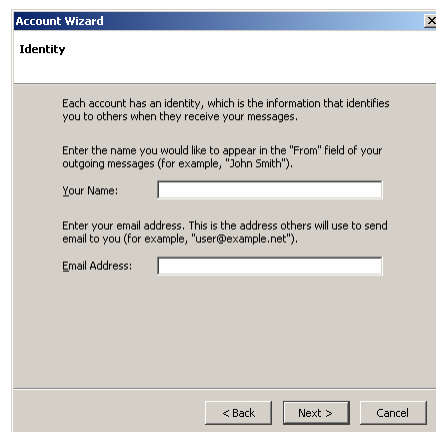 Account Wizard
Identity
Each account has an identity, which is the information that identifies
you to others when they receive your messages.
Enter the name you would like to appear in the "From" field of your
outgoing messages (for example, "John Smith").
Your Name:
Enter your email address. This is the address others will use to send
email to you (for example, "user@example.net").
Email Address:
< Back Next > Cancel